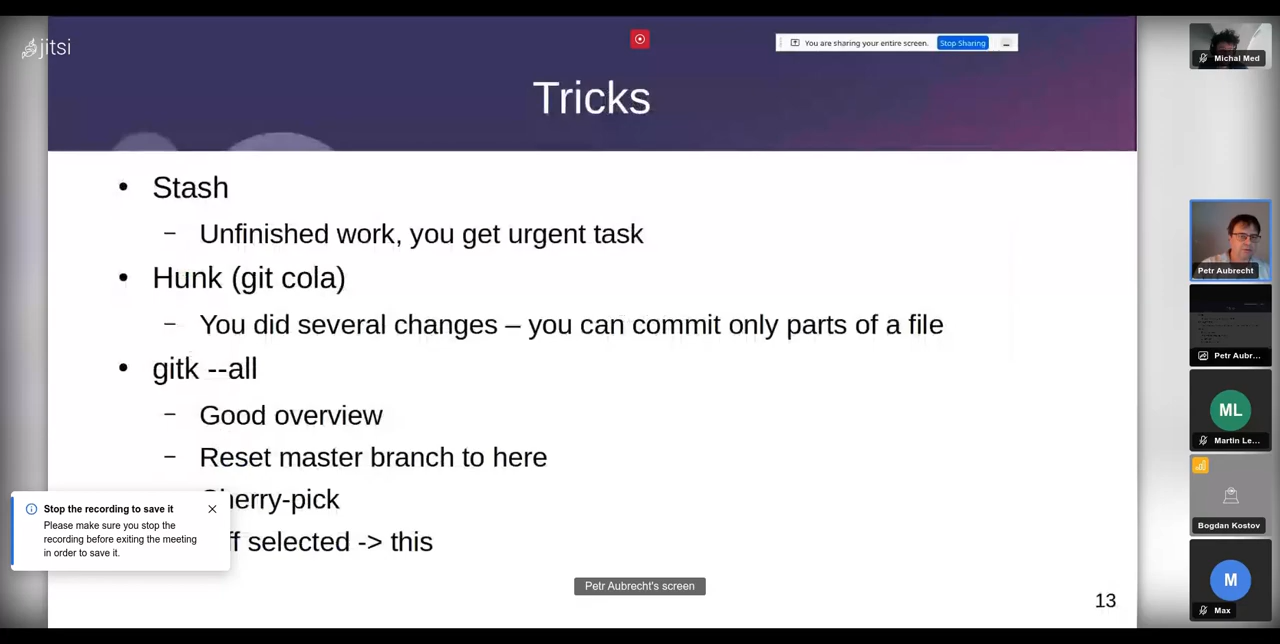 jitsi
You are sharing your entire screen. Stop Sharing
Tricks
• Stash
– Unfinished work, you get urgent task
• Hunk (git cola)
– You did several changes – you can commit only parts of a file
• gitk --all
– Good overview
– Reset master branch to here
Cherry-pick
selected -> this
Stop the recording to save it
Please make sure you stop the
recording before exiting the meeting
in order to save it.
Petr Aubrecht's screen
13
Michal Med
Petr Aubrecht
Petr Aubr...
ML
Martin Le...
Bogdan Kostov
M
Max